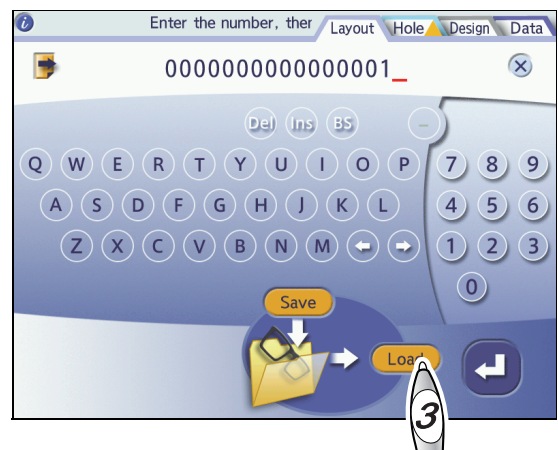 i Enter the number, ther Layout Hole Design Data
0000000000000001_
Del Ins BS -
Q W E R T Y U I O P 7 8 9
A S D F G H J K L 4 5 6
Z X C V B N M 1 2 3
0
Save
Load
3